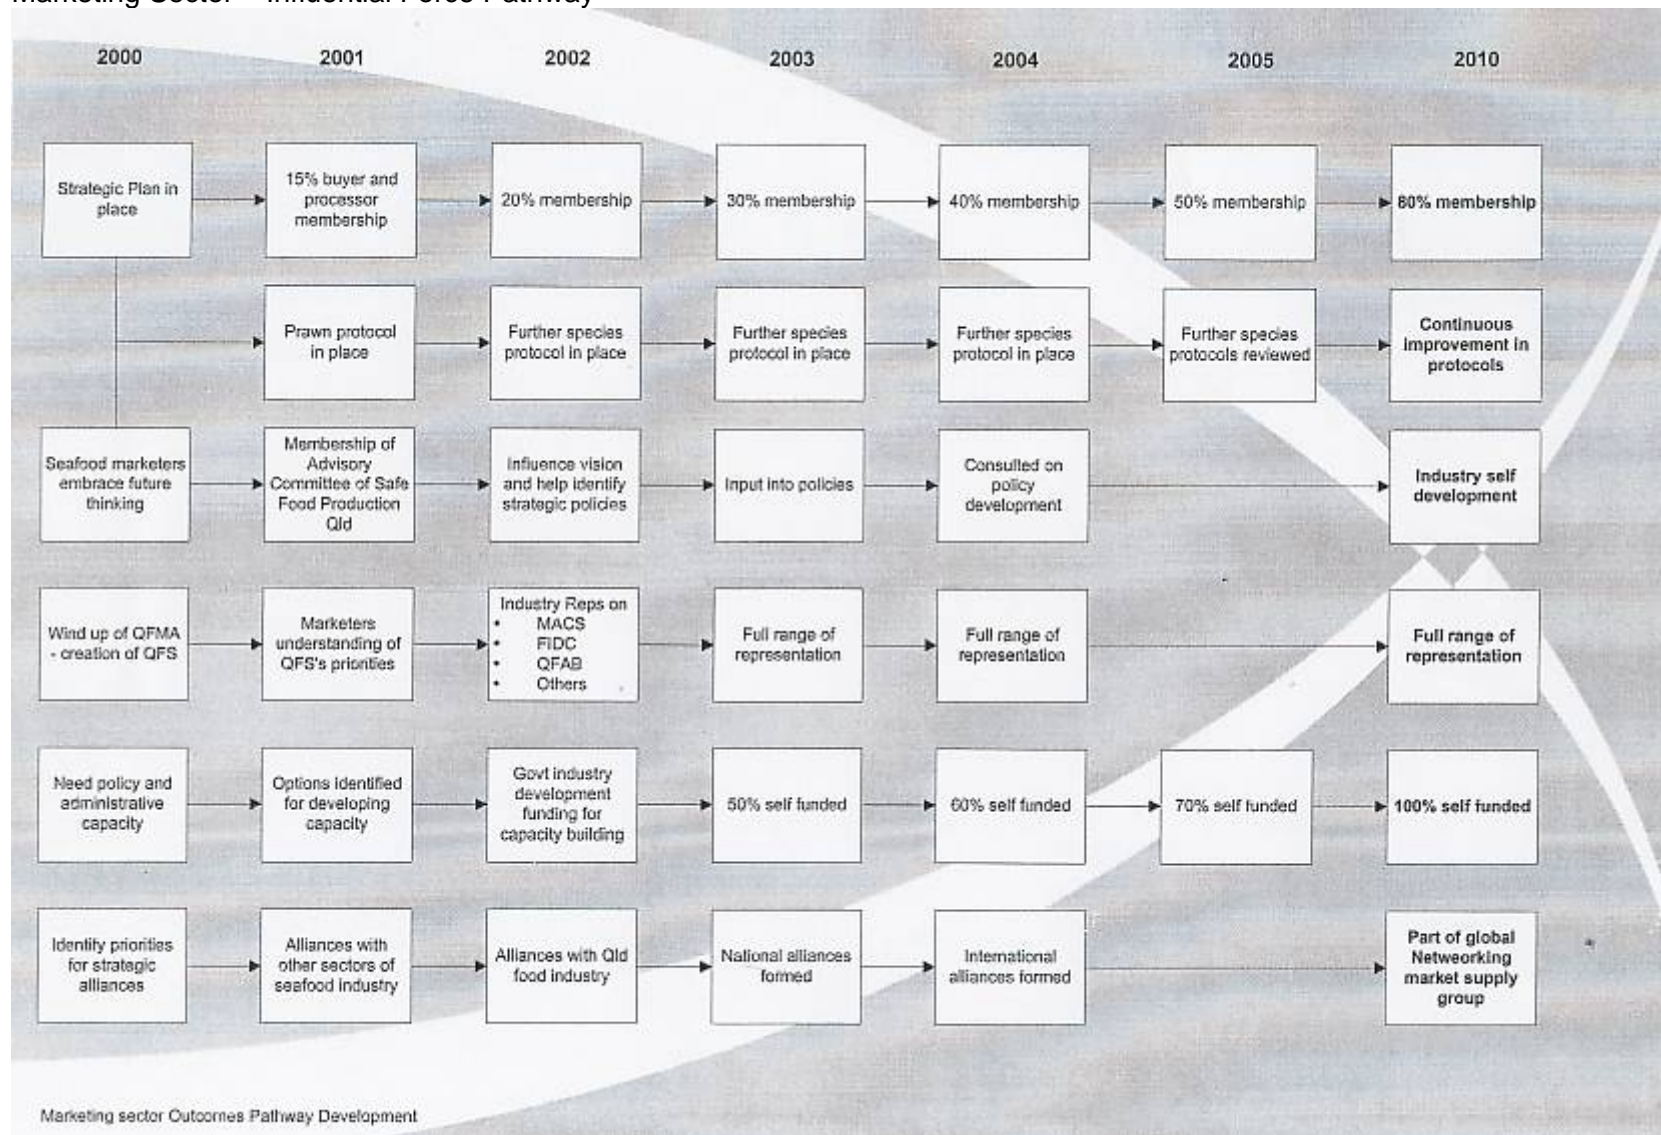 Marketing Sector – Influential Force Pathway
2000
2001
2002
2003
2004
2005
2010
Strategic Plan in
place
15% buyer and
processor
membership
20% membership
30% membership
40% membership
50% membership
80% membership
Prawn protocol
in place
Further species
protocol in place
Further species
protocol in place
Further species
protocol in place
Further species
protocols reviewed
Continuous
improvement in
protocols
Seafood marketers
embrace future
thinking
Membership of
Advisory
Committee of Safe
Food Production
Qld
Influence vision
and help identify
strategic policies
Input into policies
Consulted on
policy
development
Industry self
development
Wind up of QFMA
- creation of QFS
Marketers
understanding of
QFS's priorities
Industry Reps on
• MACS
• FIDC
• QFAB
• Others
Full range of
representation
Full range of
representation
Full range of
representation
Need policy and
administrative
capacity
Options identified
for developing
capacity
Govt industry
development
funding for
capacity building
50% self funded
60% self funded
70% self funded
100% self funded
Identify priorities
for strategic
alliances
Alliances with
other sectors of
seafood industry
Alliances with Qld
food industry
National alliances
formed
International
alliances formed
Part of global
Networking
market supply
group
Marketing sector Outcomes Pathway Development